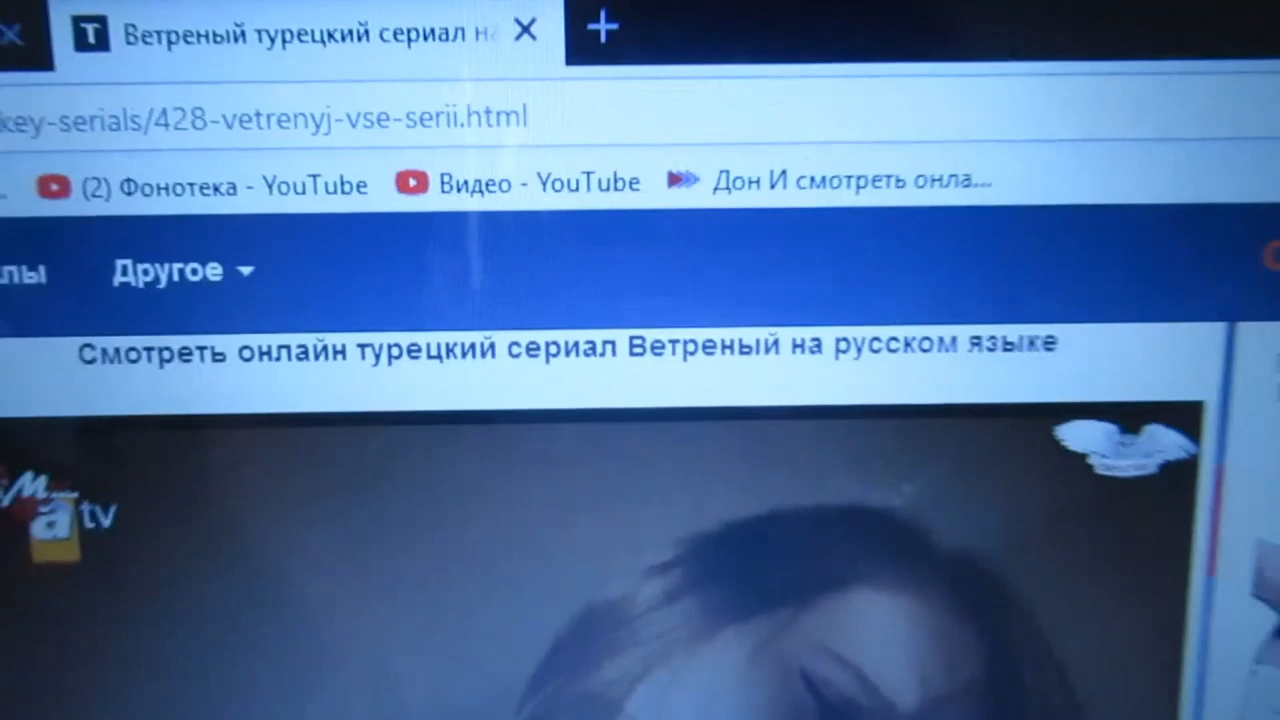 T Ветреный турецкий сериал на
key-serials/428-vetrenyj-vse-serii.html
(2) Фонотека - YouTube Видео - YouTube Дон И смотреть онла...
лы Другое
Смотреть онлайн турецкий сериал Ветреный на русском языке
atv